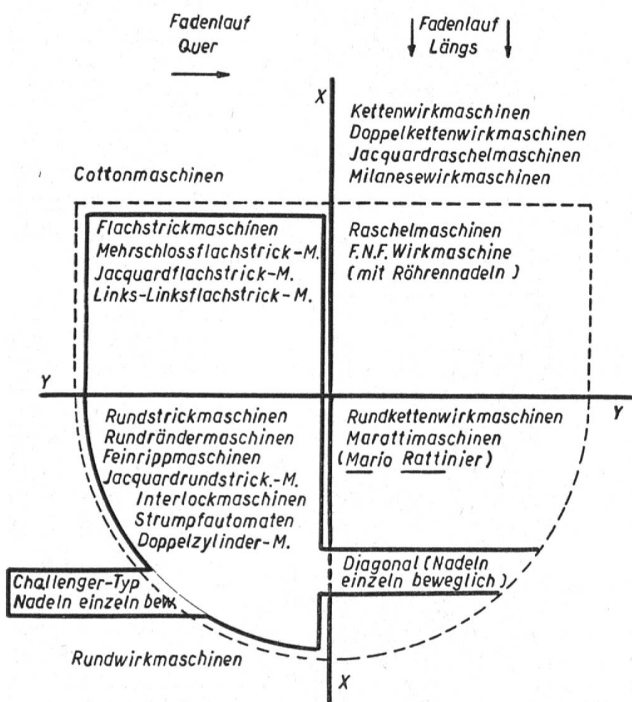 Fadenlauf
Quer
Fadenlauf
Längs
X
Kettenwirkmaschinen
Doppelkettenwirkmaschinen
Jacquardraschelmaschinen
Milanesewirkmaschinen
Cottonmaschinen
Flachstrickmaschinen
Mehrschlossflachstrick-M.
Jacquardflachstrick-M.
Links-Linksflachstrick-M.
Raschelmaschinen
F.N.F. Wirkmaschine
(mit Röhrennadeln)
Y
Y
Rundstrickmaschinen
Rundrändermaschinen
Feinrippmaschinen
Jacquardrundstrick.-M.
Interlockmaschinen
Strumpfautomaten
Doppelzylinder-M.
Rundkettenwirkmaschinen
Marattimaschinen
(Mario Rattinier)
Diagonal (Nadeln
einzeln beweglich)
Challenger-Typ
Nadeln einzeln bew.
Rundwirkmaschinen
X